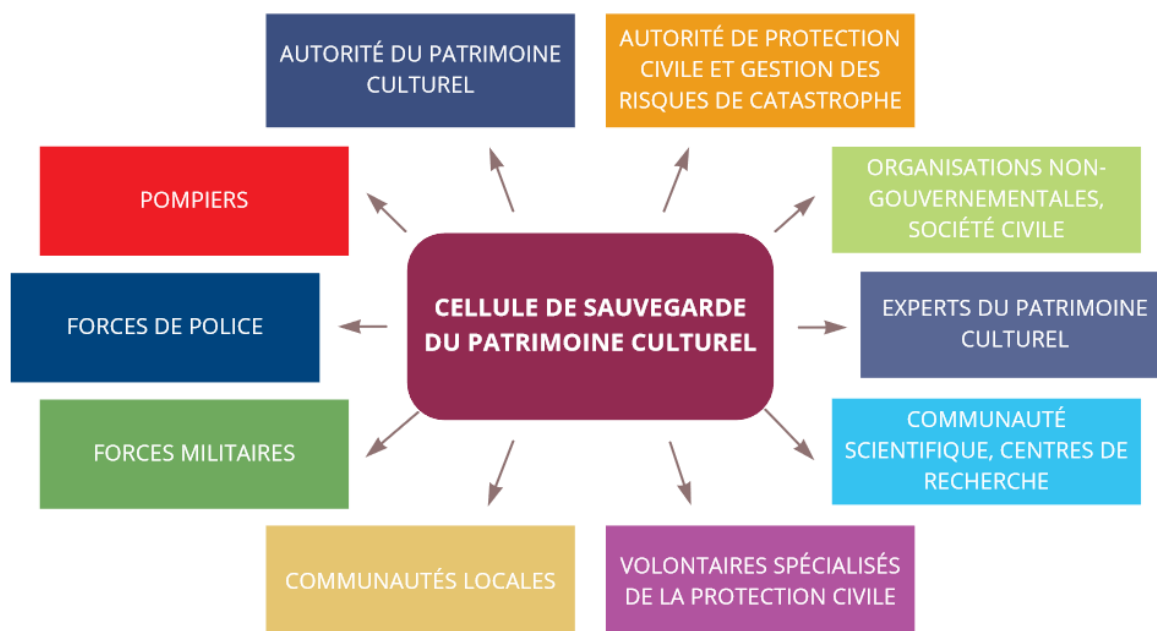 AUTORITÉ DU PATRIMOINE
CULTUREL
AUTORITÉ DE PROTECTION
CIVILE ET GESTION DES
RISQUES DE CATASTROPHE
POMPIERS
ORGANISATIONS NON-
GOUVERNEMENTALES,
SOCIÉTÉ CIVILE
FORCES DE POLICE
CELLULE DE SAUVEGARDE
DU PATRIMOINE CULTUREL
EXPERTS DU PATRIMOINE
CULTUREL
FORCES MILITAIRES
COMMUNAUTÉ
SCIENTIFIQUE, CENTRES DE
RECHERCHE
COMMUNAUTÉS LOCALES
VOLONTAIRES SPÉCIALISÉS
DE LA PROTECTION CIVILE